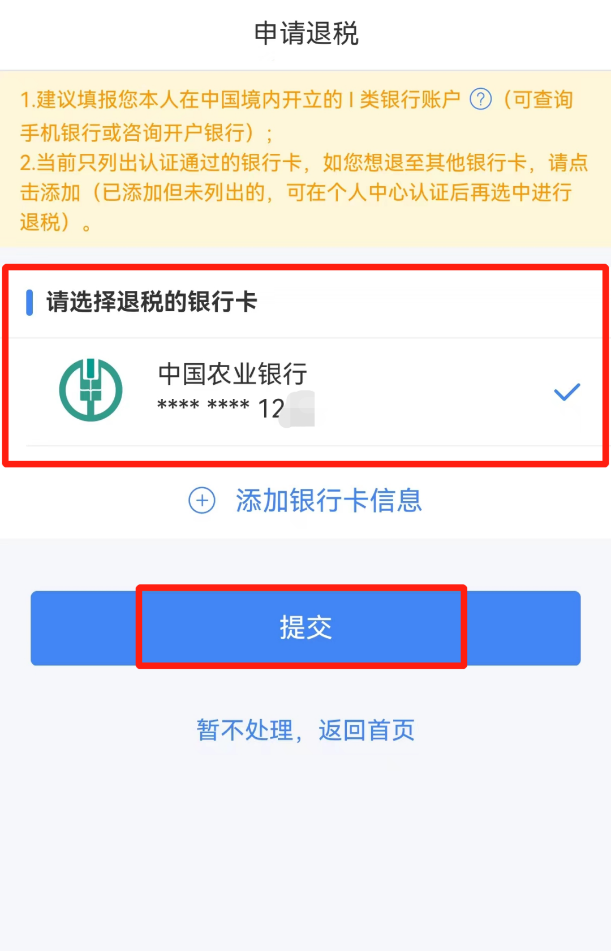 申请退税
1.建议填报您本人在中国境内开立的 I 类银行账户 ? （可查询
手机银行或咨询开户银行）；
2.当前只列出认证通过的银行卡，如您想退至其他银行卡，请点
击添加（已添加但未列出的，可在个人中心认证后再选中进行
退税）。
请选择退税的银行卡
中国农业银行
**** **** 12
添加银行卡信息
提交
暂不处理，返回首页